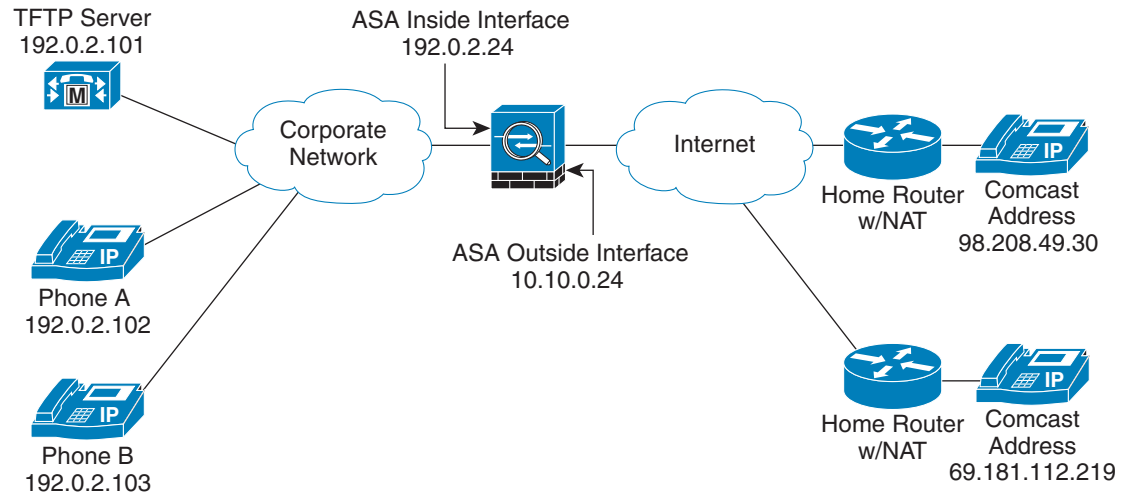 TFTP Server
192.0.2.101
M
ASA Inside Interface
192.0.2.24
Corporate
Network
Internet
IP
Home Router
w/NAT
Comcast
Address
98.208.49.30
ASA Outside Interface
10.10.0.24
IP
Phone A
192.0.2.102
IP
Home Router
w/NAT
Comcast
Address
69.181.112.219
IP
Phone B
192.0.2.103